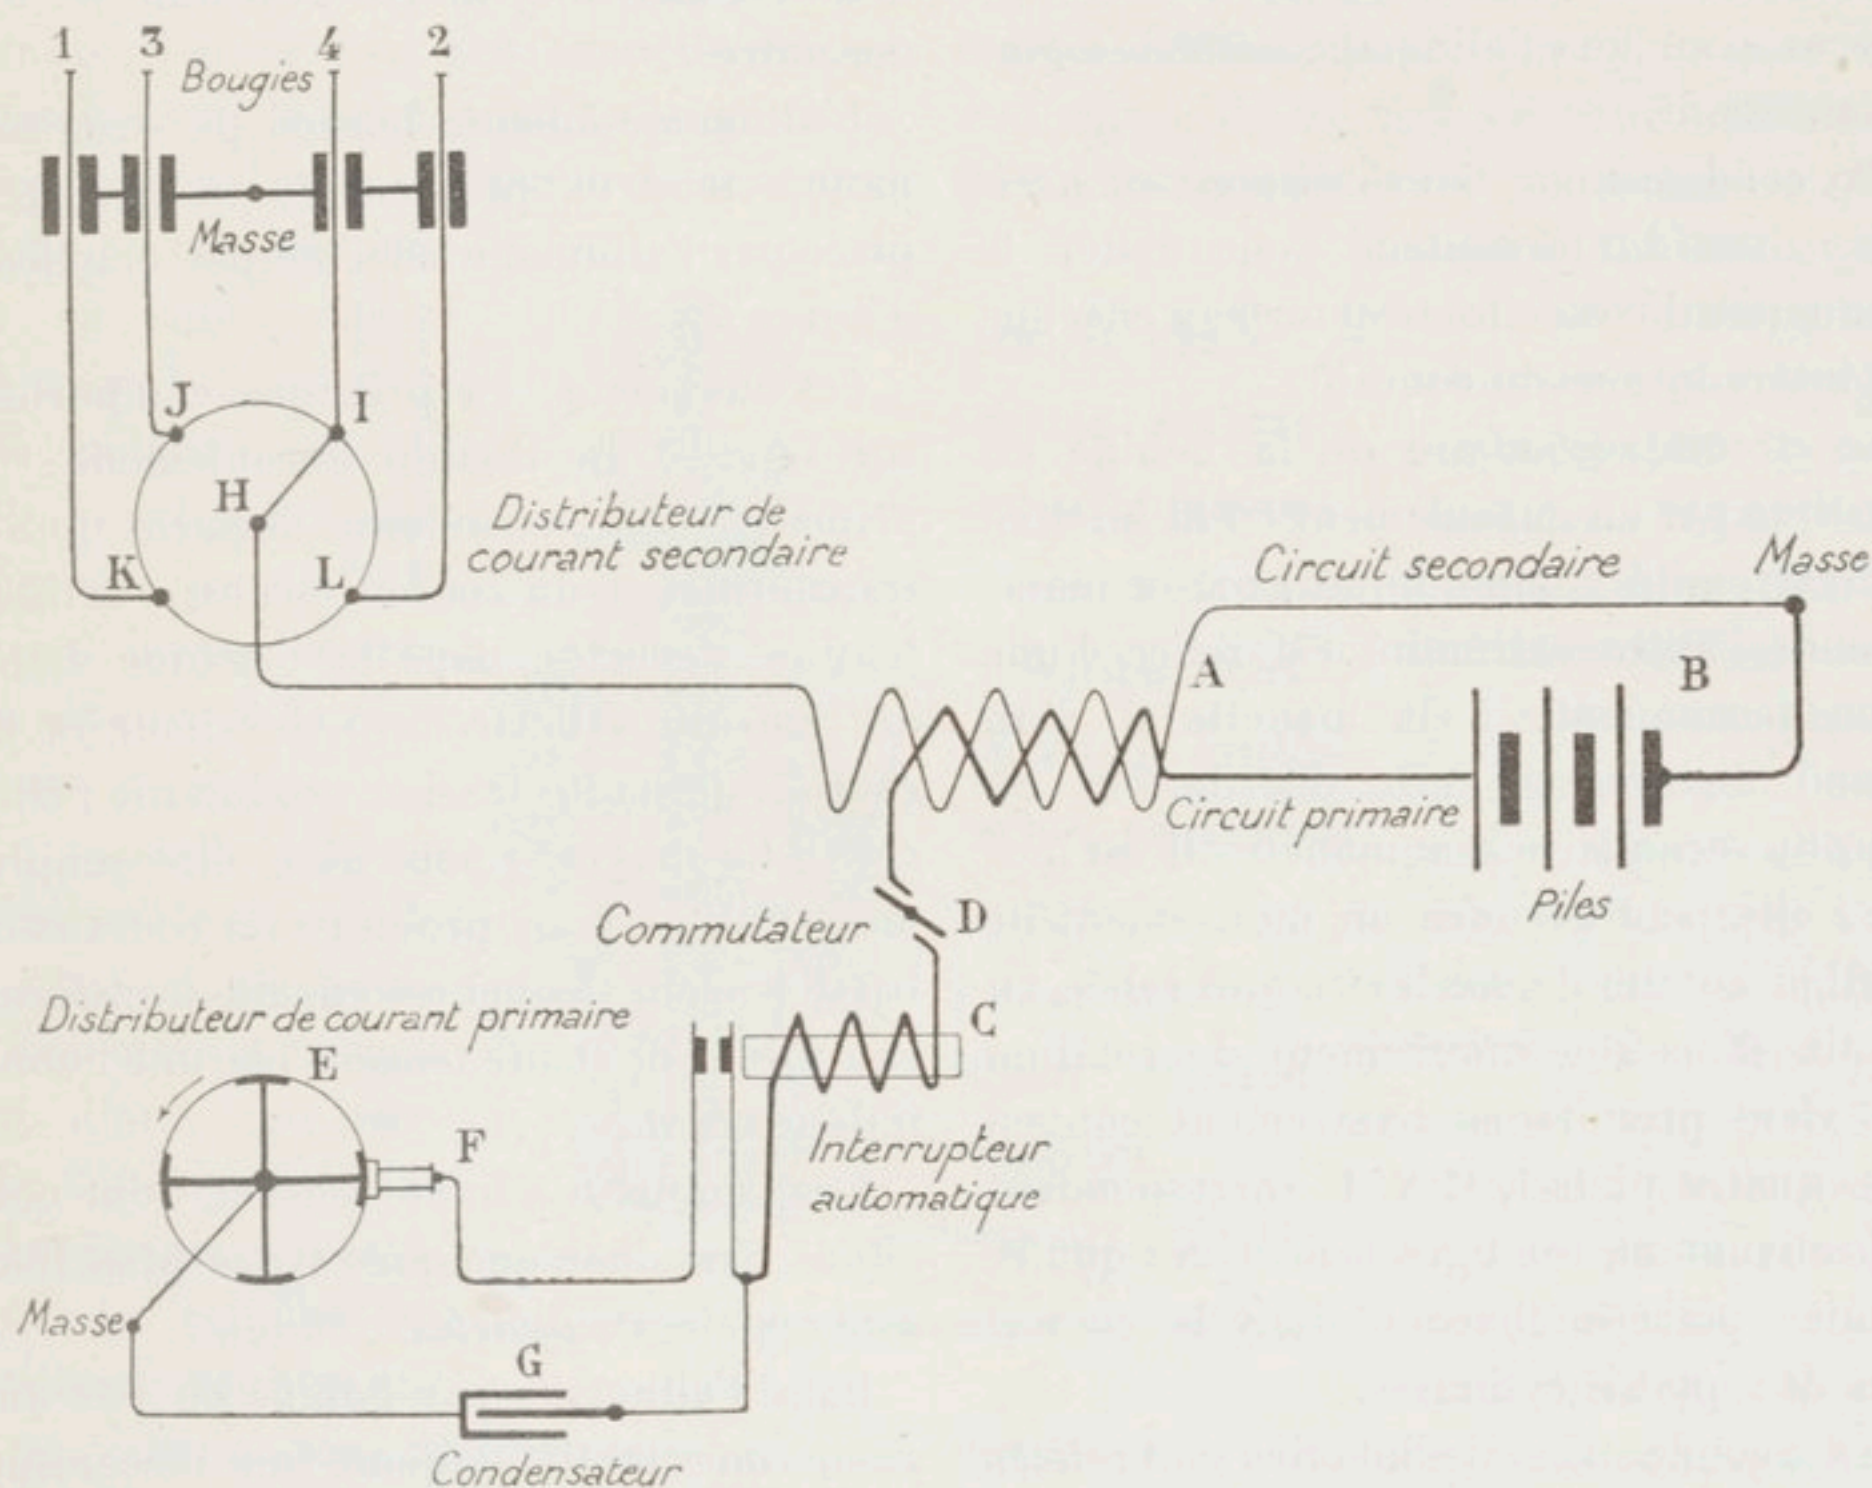 1 3 4 2
Bougies
Masse
J I
H
K L
Distributeur de
courant secondaire
Circuit secondaire
Masse
A B
Circuit primaire
Piles
Commutateur
D
Distributeur de courant primaire
C
E
F
Interrupteur
automatique
Masse
G
Condensateur